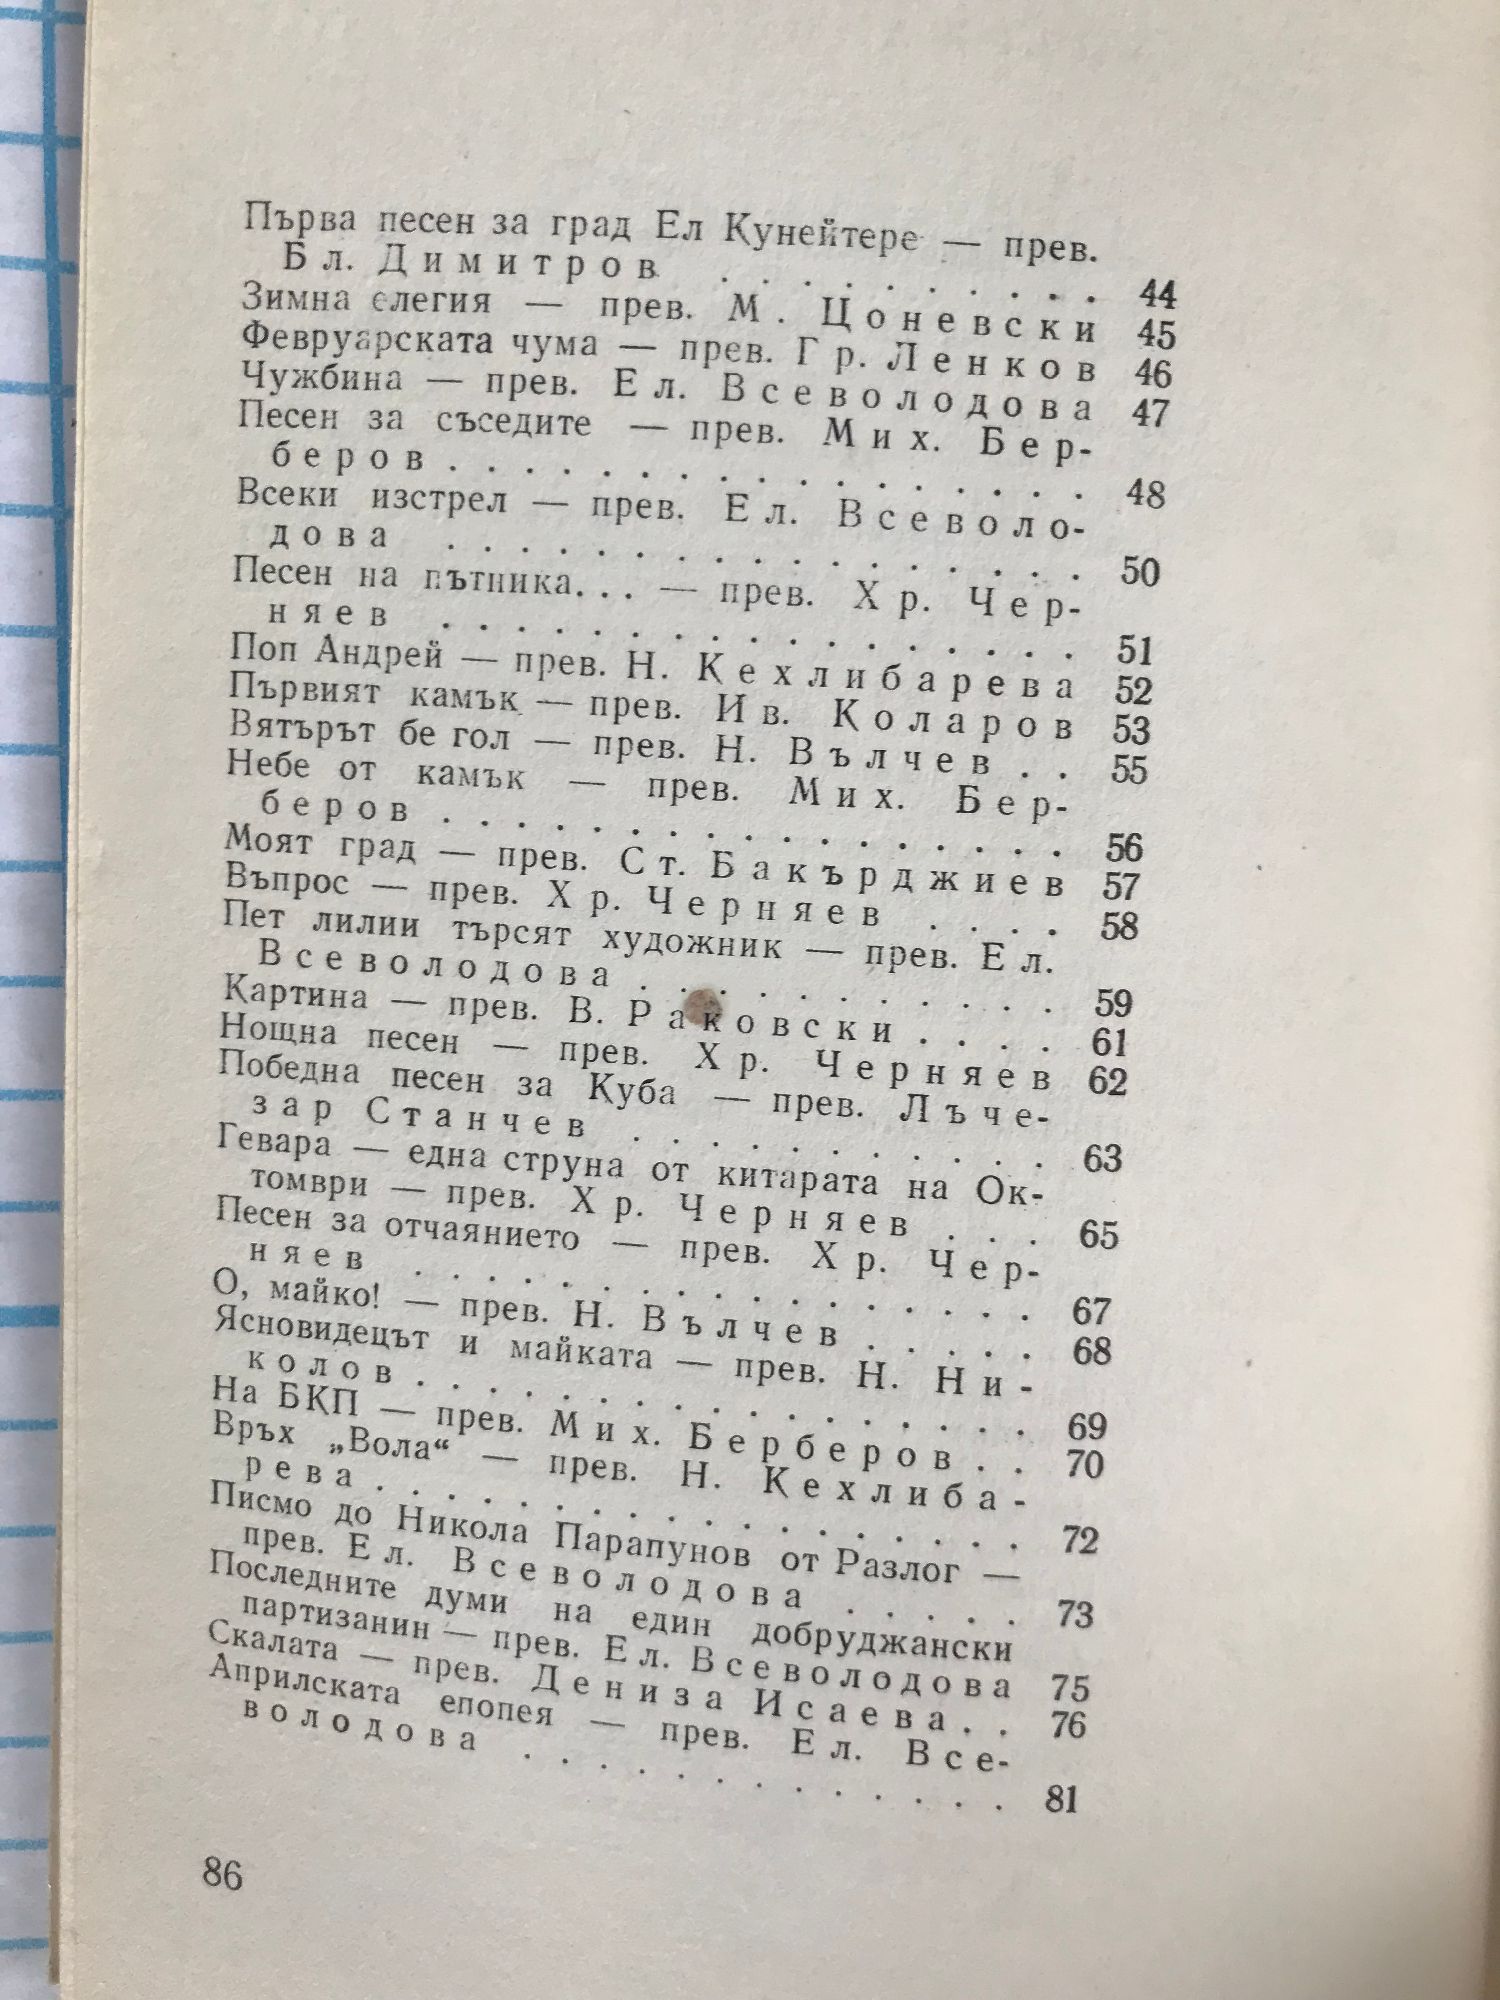 Първа песен за град Ел Кунейтере — прев.
Бл. Димитров . . . . . . . . . . 44
Зимна елегия — прев. М. Цоневски 45
Февруарската чума — прев. Гр. Ленков 46
Чужбина — прев. Ел. Всеволодова 47
Песен за съседите — прев. Мих. Бер-
беров . . . . . . . . . . . . . . . . . 48
Всеки изстрел — прев. Ел. Всеволо-
дова . . . . . . . . . . . . . . . . . 50
Песен на пътника... — прев. Хр. Чер-
няев . . . . . . . . . . . . . . . . . 51
Поп Андрей — прев. Н. Кехлибарева 52
Първият камък — прев. Ив. Коларов 53
Вятърът бе гол — прев. Н. Вълчев . . 55
Небе от камък — прев. Мих. Бер-
беров . . . . . . . . . . . . . . . . . 56
Моят град — прев. Ст. Бакърджиев 57
Въпрос — прев. Хр. Черняев . . . . 58
Пет лилии търсят художник — прев. Ел.
Всеволодова . . . . . . . . . . . 59
Картина — прев. В. Раковски . . . . 61
Нощна песен — прев. Хр. Черняев 62
Победна песен за Куба — прев. Лъче-
зар Станчев . . . . . . . . . . . 63
Гевара — една струна от китарата на Ок-
томври — прев. Хр. Черняев . . . . 65
Песен за отчаянието — прев. Хр. Чер-
няев . . . . . . . . . . . . . . . . . 67
О, майко! — прев. Н. Вълчев . . . . . 68
Ясновидецът и майката — прев. Н. Ни-
колов . . . . . . . . . . . . . . . . . 69
На БКП — прев. Мих. Берберов . . 70
Връх „Вола“ — прев. Н. Кехлиба-
рева . . . . . . . . . . . . . . . . . . 72
Писмо до Никола Парапунов от Разлог —
прев. Ел. Всеволодова . . . . . 73
Последните думи на един добруджански
партизанин — прев. Ел. Всеволодова 75
Скалата — прев. Дениза Исаева . . 76
Априлската епопея — прев. Ел. Все-
володова . . . . . . . . . . . . . 81
86